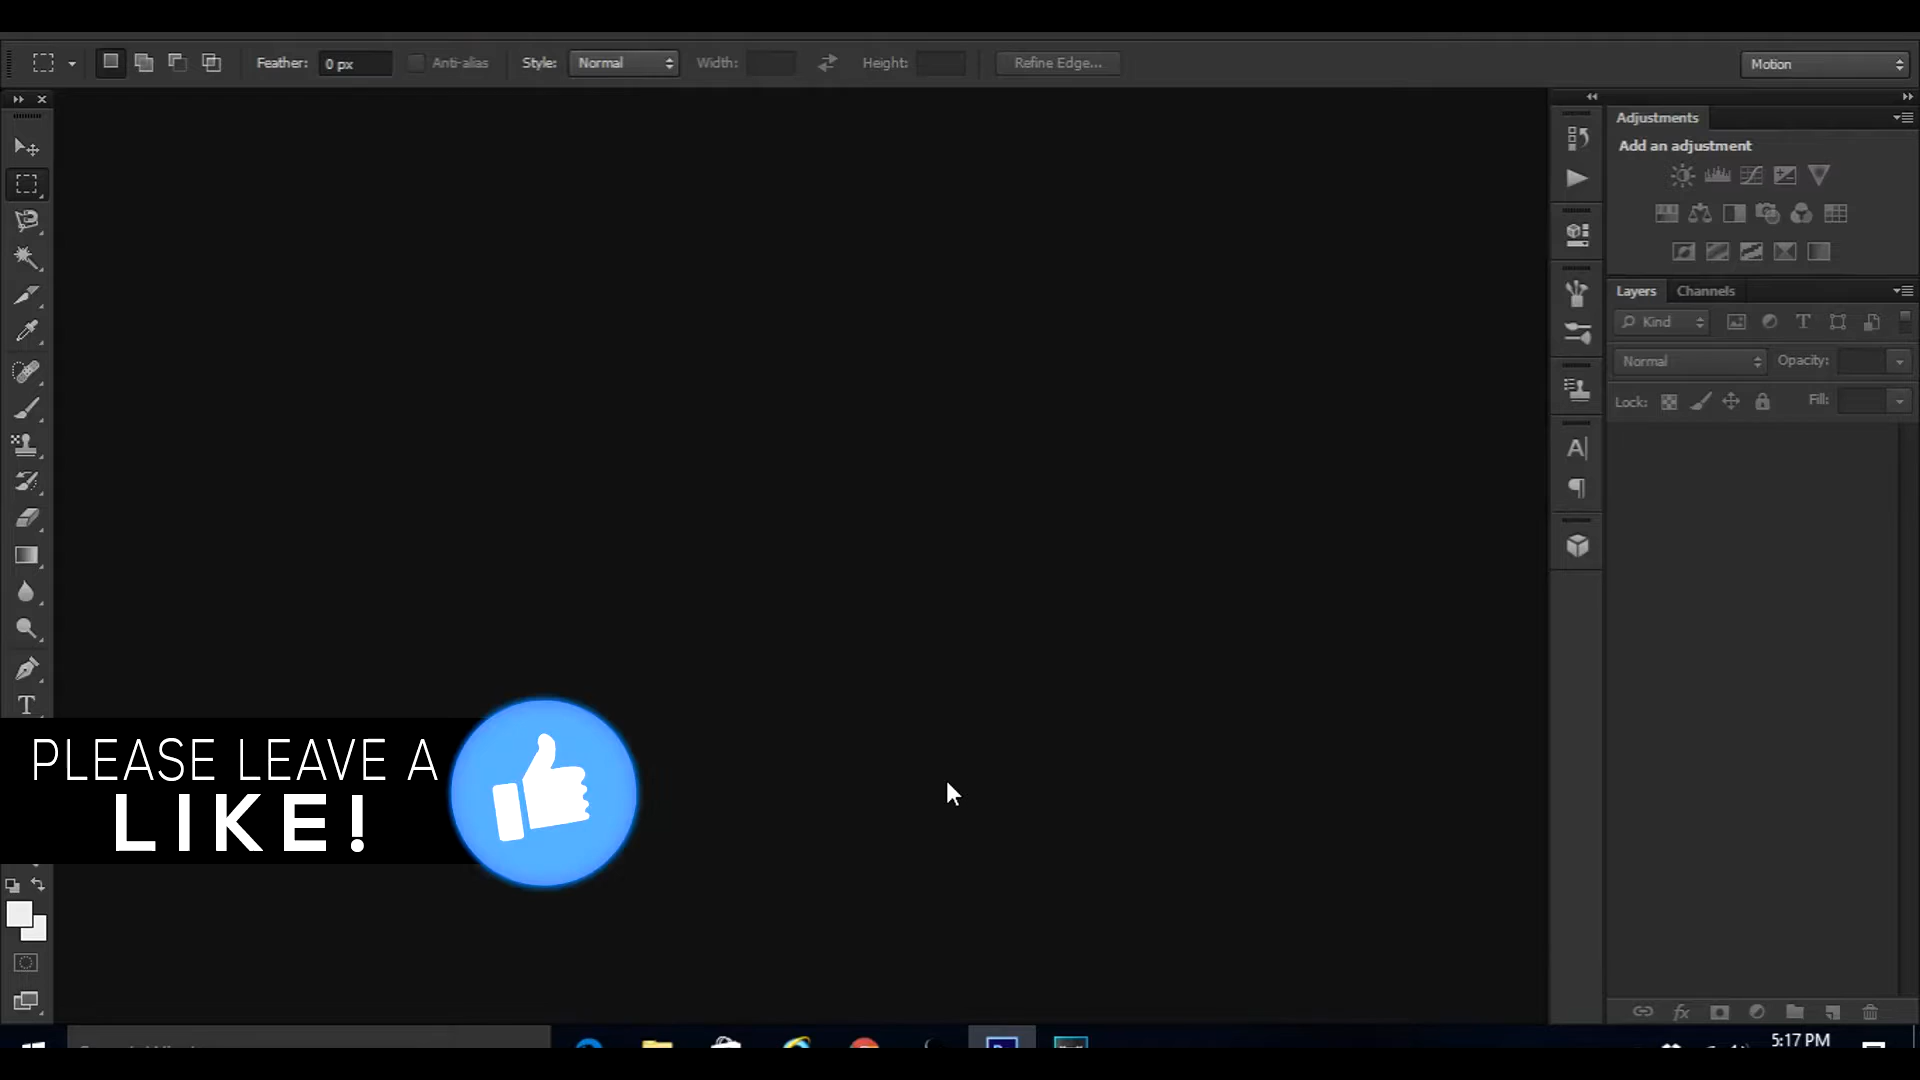 Feather: 0 px Anti-alias Style: Normal Width: Height: Refine Edge... Motion
Adjustments
Add an adjustment
Layers Channels
Kind
Normal Opacity:
Lock: Fill:
PLEASE LEAVE A
LIKE!
5:17 PM